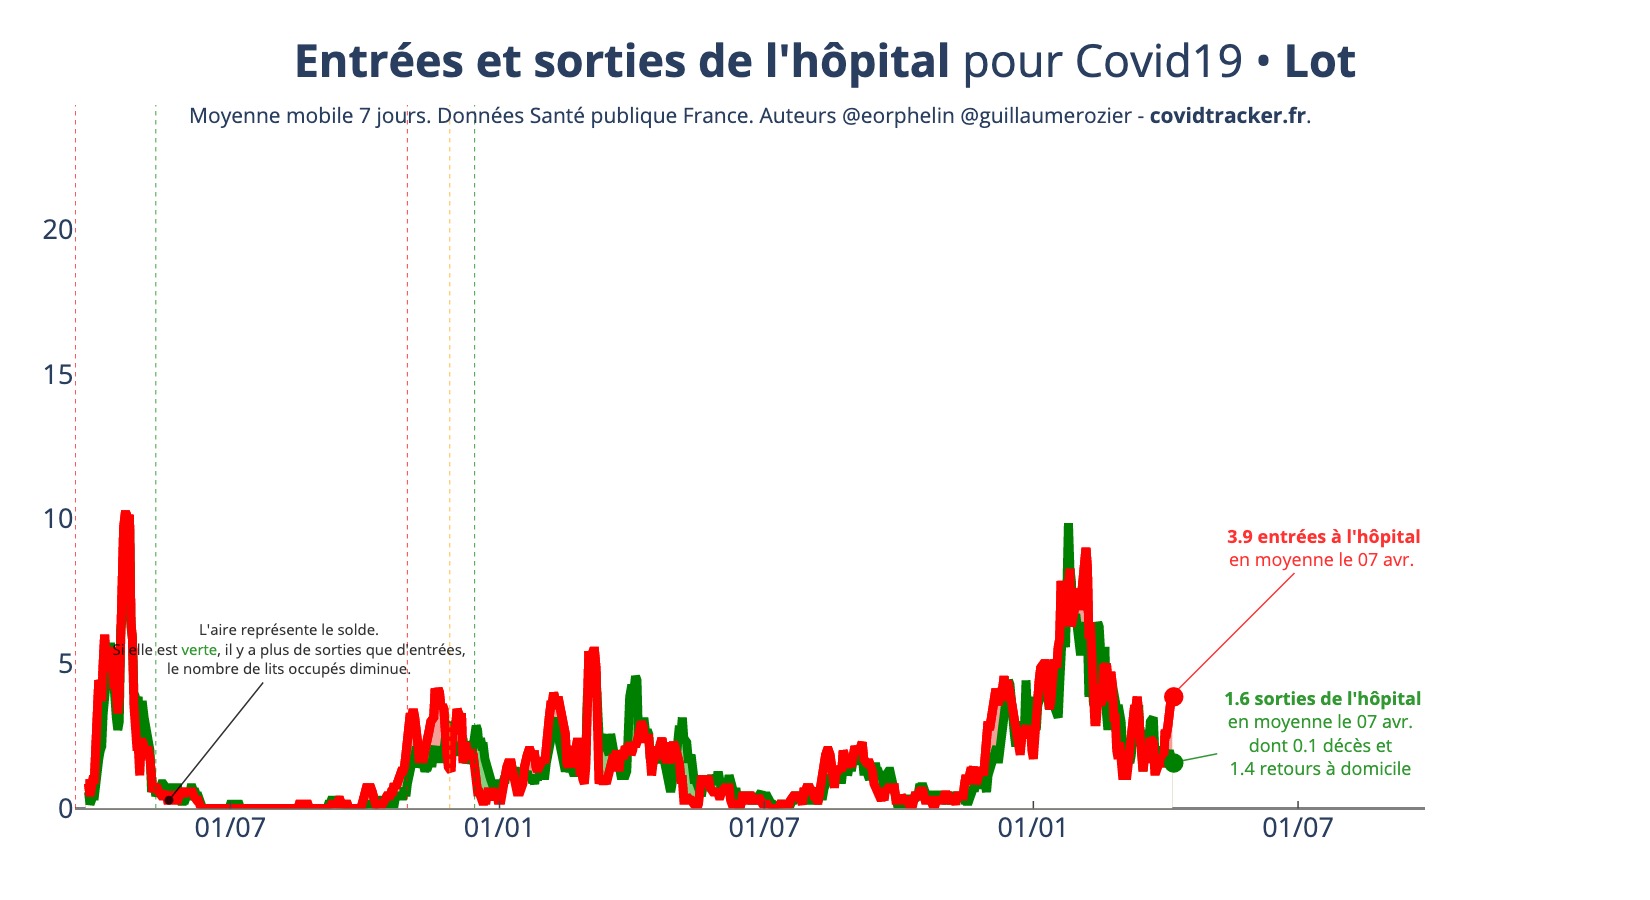 Entrées et sorties de l'hôpital pour Covid19 • Lot
Moyenne mobile 7 jours. Données Santé publique France. Auteurs @eorphelin @guillaumerozier - covidtracker.fr.
20
15
10
5
0
L'aire représente le solde.
Si elle est verte, il y a plus de sorties que d'entrées,
le nombre de lits occupés diminue.
3.9 entrées à l'hôpital
en moyenne le 07 avr.
1.6 sorties de l'hôpital
en moyenne le 07 avr.
dont 0.1 décès et
1.4 retours à domicile
01/07
01/01
01/07
01/01
01/07